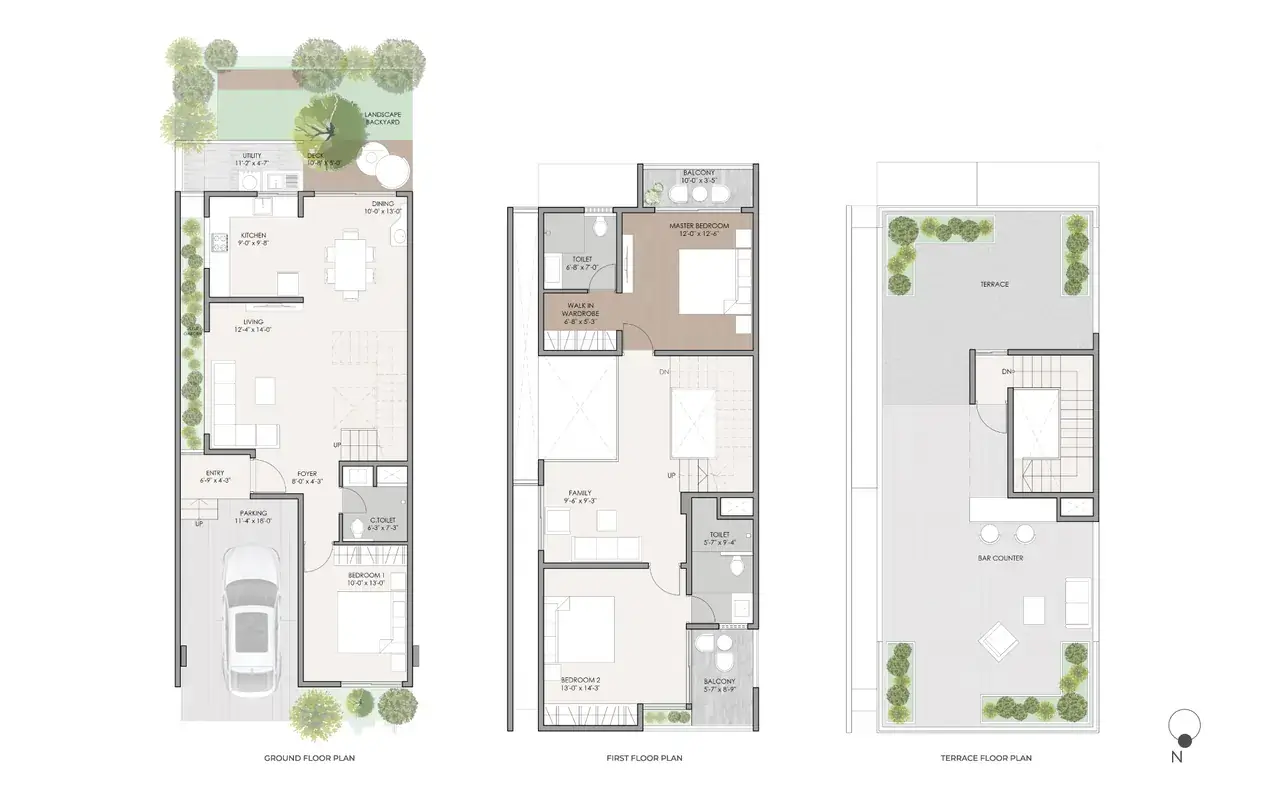 LANDSCAPE
BACKYARD
UTILITY
11'-2" x 4'-7"
DECK
10'-8" x 5'-0"
DINING
10'-0" x 13'-0"
KITCHEN
9'-0" x 9'-8"
LIVING
12'-4" x 14'-0"
UP
ENTRY
6'-9" x 4'-3"
FOYER
8'-0" x 4'-3"
UP
PARKING
11'-4" x 18'-0"
C.TOILET
6'-3" x 7'-3"
BEDROOM 1
10'-0" x 13'-0"
GROUND FLOOR PLAN
BALCONY
10'-0" x 3'-5"
MASTER BEDROOM
12'-0" x 12'-6"
TOILET
6'-8" x 7'-0"
WALK IN
WARDROBE
6'-8" x 5'-3"
DN
UP
FAMILY
9'-6" x 9'-3"
TOILET
5'-7" x 9'-4"
BEDROOM 2
13'-0" x 14'-3"
BALCONY
5'-7" x 8'-9"
FIRST FLOOR PLAN
TERRACE
DN
BAR COUNTER
TERRACE FLOOR PLAN
N